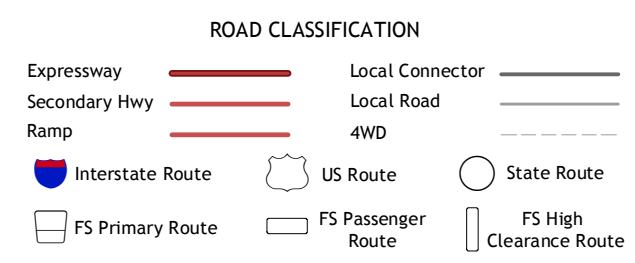 ROAD CLASSIFICATION
Expressway
Local Connector
Secondary Hwy
Local Road
Ramp
4WD
Interstate Route
US Route
State Route
FS Primary Route
FS Passenger
Route
FS High
Clearance Route